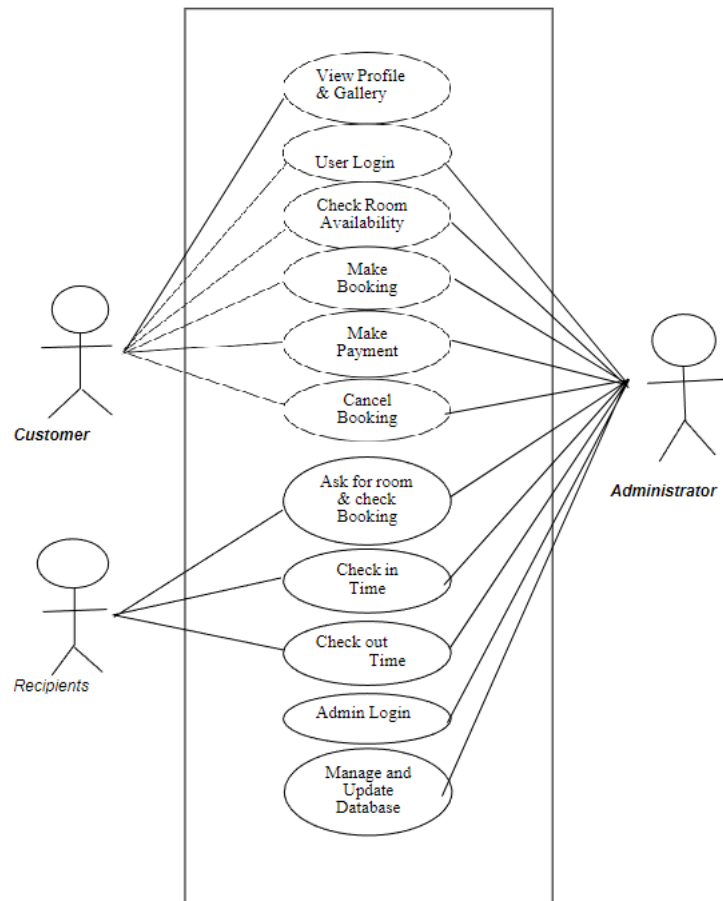 View Profile
& Gallery
User Login
Check Room
Availability
Make
Booking
Make
Payment
Cancel
Booking
Customer
Ask for room
& check
Booking
Administrator
Check in
Time
Check out
Time
Recipients
Admin Login
Manage and
Update
Database